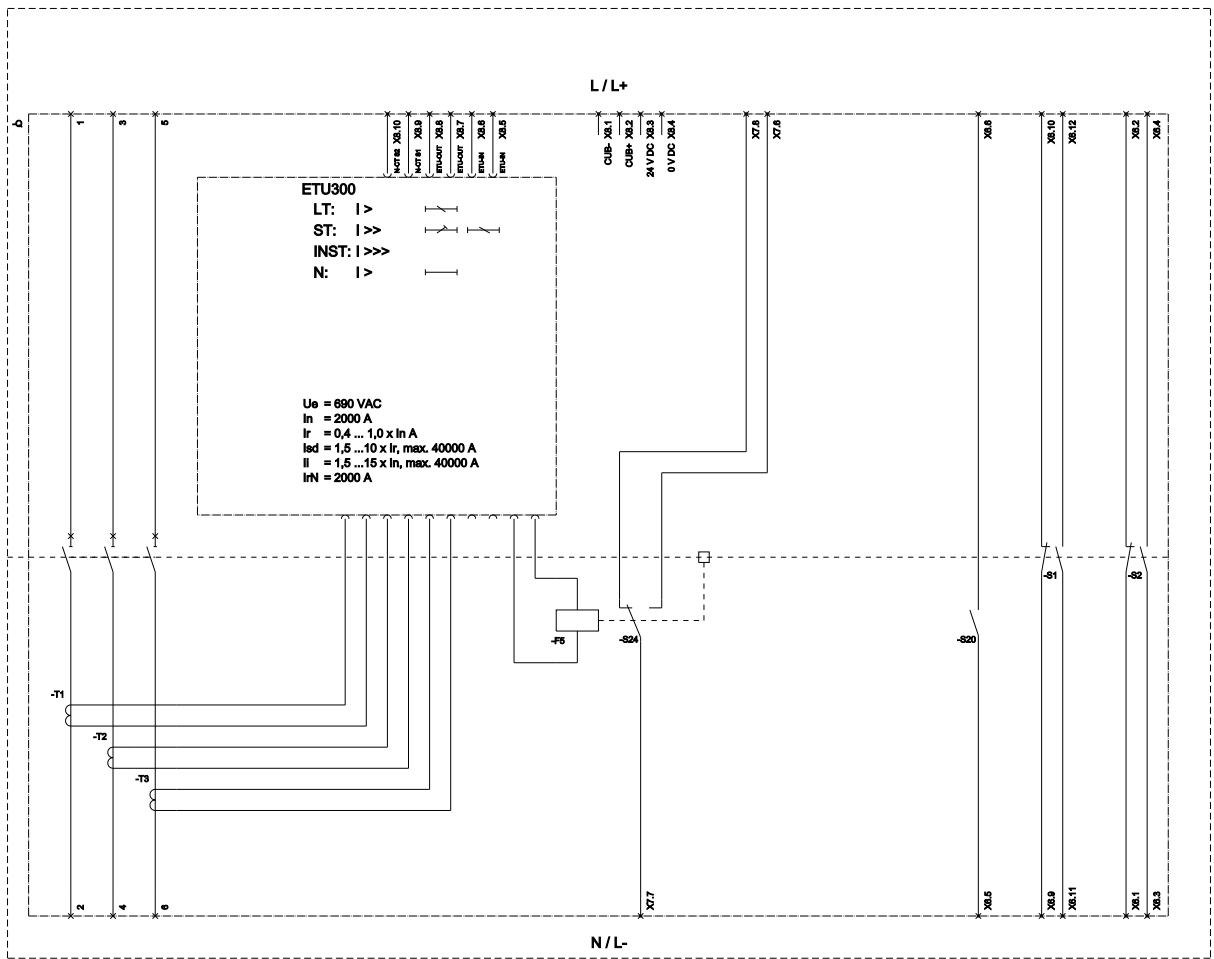 L / L+
-Q
1
3
5
X8.10
X8.9
X8.8
X8.7
X8.6
X8.5
N-CT S2
N-CT S1
ETU-OUT
ETU-OUT
ETU-IN
ETU-IN
CUB- X8.1
CUB+ X8.2
24 V DC X8.3
0 V DC X8.4
X7.8
X7.6
X6.6
X6.10
X6.12
X6.2
X6.4
ETU300
LT: I >
ST: I >>
INST: I >>>
N: I >
Ue = 690 VAC
In = 2000 A
Ir = 0,4 ... 1,0 x In A
Isd = 1,5 ...10 x Ir, max. 40000 A
Ii = 1,5 ...15 x In, max. 40000 A
IrN = 2000 A
-S1
-S2
-F5
-S24
-S20
-T1
-T2
-T3
2
4
6
X7.7
X6.5
X6.9
X6.11
X6.1
X6.3
N / L-